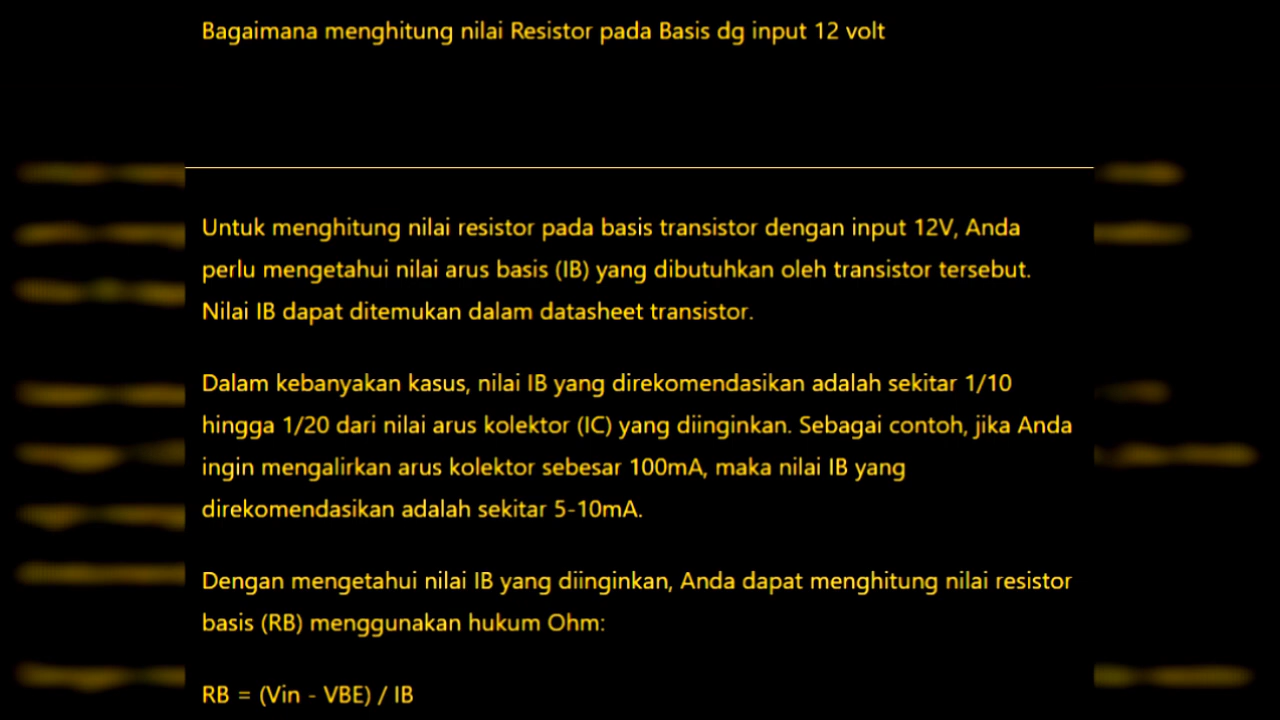 Bagaimana menghitung nilai Resistor pada Basis dg input 12 volt
Untuk menghitung nilai resistor pada basis transistor dengan input 12V, Anda
perlu mengetahui nilai arus basis (IB) yang dibutuhkan oleh transistor tersebut.
Nilai IB dapat ditemukan dalam datasheet transistor.
Dalam kebanyakan kasus, nilai IB yang direkomendasikan adalah sekitar 1/10
hingga 1/20 dari nilai arus kolektor (IC) yang diinginkan. Sebagai contoh, jika Anda
ingin mengalirkan arus kolektor sebesar 100mA, maka nilai IB yang
direkomendasikan adalah sekitar 5-10mA.
Dengan mengetahui nilai IB yang diinginkan, Anda dapat menghitung nilai resistor
basis (RB) menggunakan hukum Ohm:
RB = (Vin - VBE) / IB